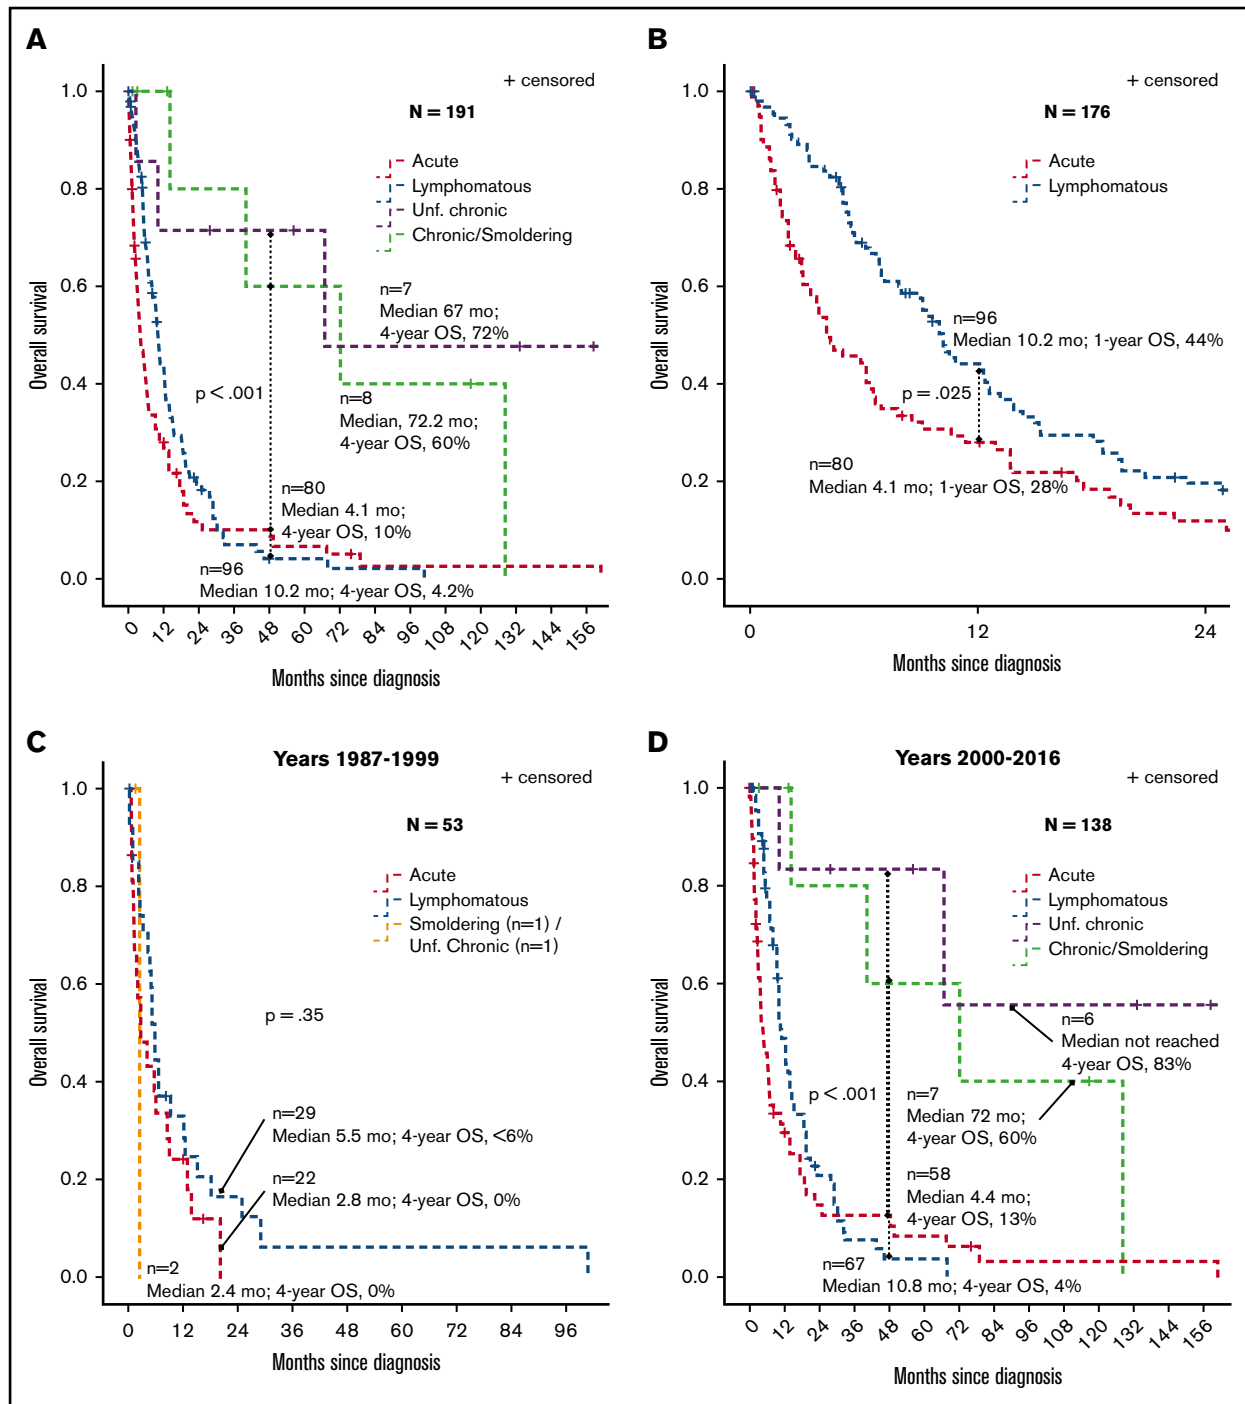 A
+ censored
N = 191
Acute
Lymphomatous
Unf. chronic
Chronic/Smoldering
n=7
Median 67 mo;
4-year OS, 72%
p < .001
n=8
Median, 72.2 mo;
4-year OS, 60%
n=80
Median 4.1 mo;
4-year OS, 10%
n=96
Median 10.2 mo; 4-year OS, 4.2%
Overall survival
1.0
0.8
0.6
0.4
0.2
0.0
0 12 24 36 48 60 72 84 96 108 120 132 144 156
Months since diagnosis
B
+ censored
N = 176
Acute
Lymphomatous
n=96
Median 10.2 mo; 1-year OS, 44%
p = .025
n=80
Median 4.1 mo; 1-year OS, 28%
Overall survival
1.0
0.8
0.6
0.4
0.2
0.0
0 12 24
Months since diagnosis
C
Years 1987-1999
+ censored
N = 53
Acute
Lymphomatous
Smoldering (n=1) /
Unf. Chronic (n=1)
p = .35
n=29
Median 5.5 mo; 4-year OS, <6%
n=22
Median 2.8 mo; 4-year OS, 0%
n=2
Median 2.4 mo; 4-year OS, 0%
Overall survival
1.0
0.8
0.6
0.4
0.2
0.0
0 12 24 36 48 60 72 84 96
Months since diagnosis
D
Years 2000-2016
+ censored
N = 138
Acute
Lymphomatous
Unf. chronic
Chronic/Smoldering
n=6
Median not reached
4-year OS, 83%
p < .001
n=7
Median 72 mo;
4-year OS, 60%
n=58
Median 4.4 mo;
4-year OS, 13%
n=67
Median 10.8 mo; 4-year OS, 4%
Overall survival
1.0
0.8
0.6
0.4
0.2
0.0
0 12 24 36 48 60 72 84 96 108 120 132 144 156
Months since diagnosis